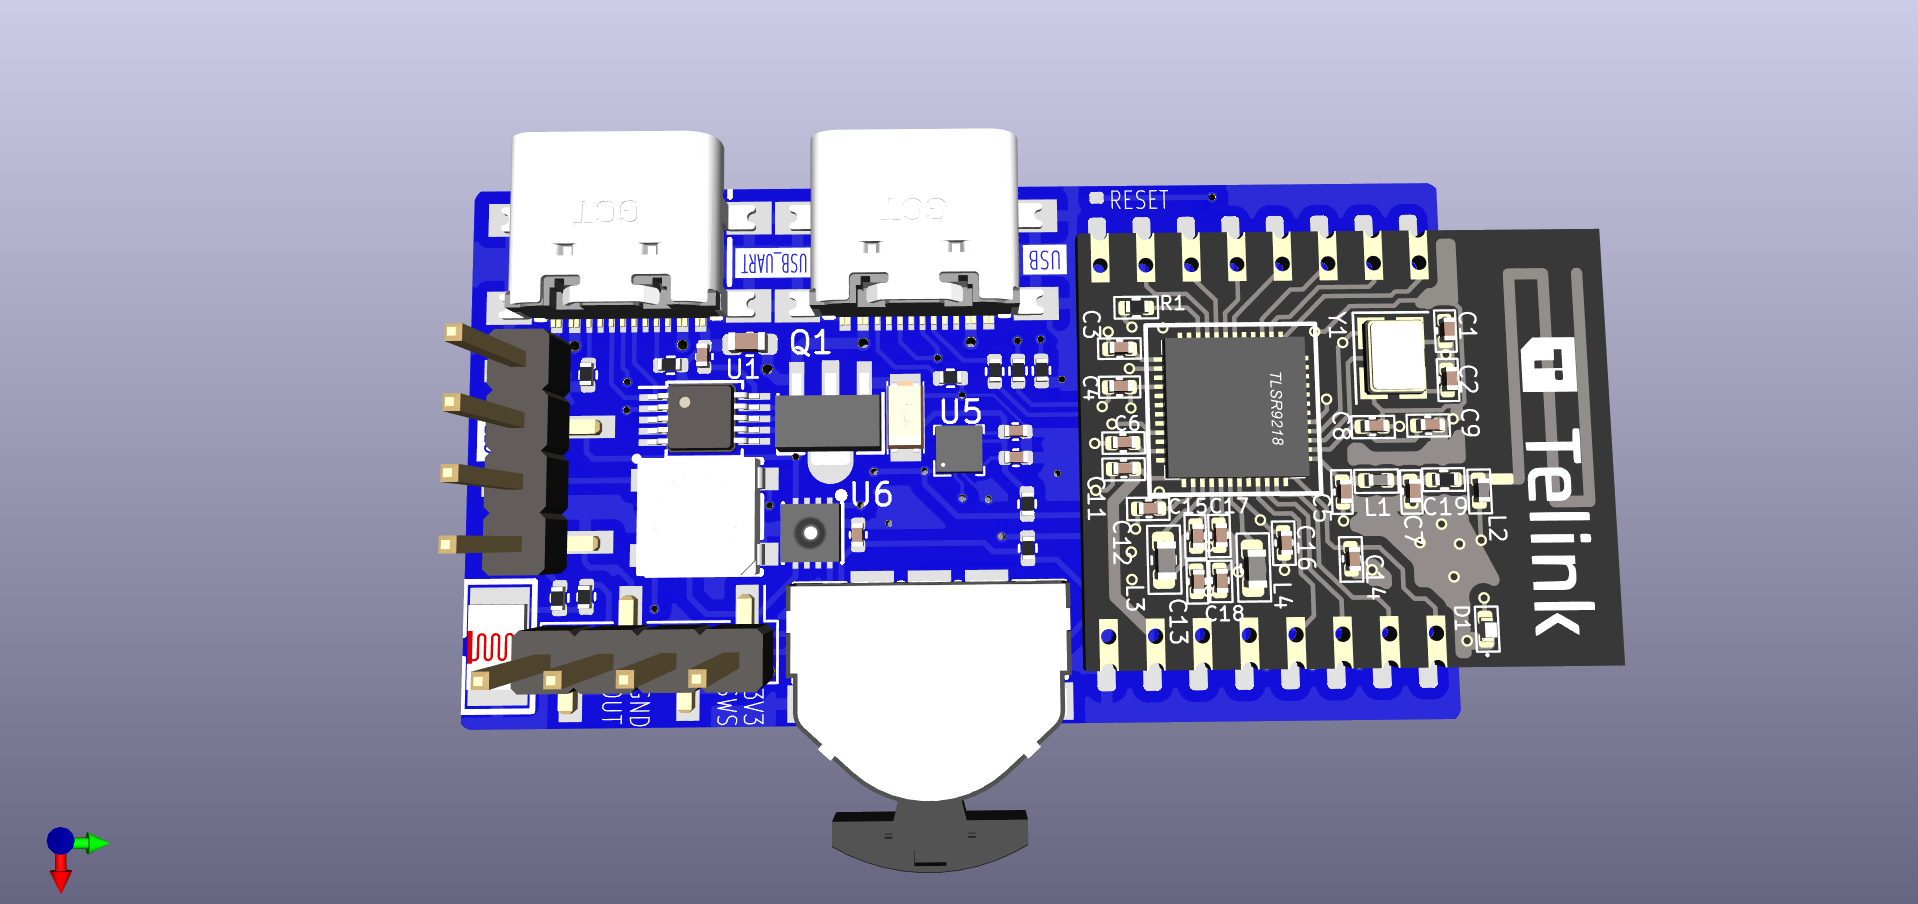 GCT
GCT
RESET
USB_UART
USB
Q1
U1
U5
U6
R1
C3
C4
C6
C11
C12
C15
C17
L3
C13
C18
L4
C16
Y1
C1
C2
C8
C9
C5
L1
C7
C19
L2
C14
D1
TLSR9218
Telink
OUT
GND
SWS
3V3